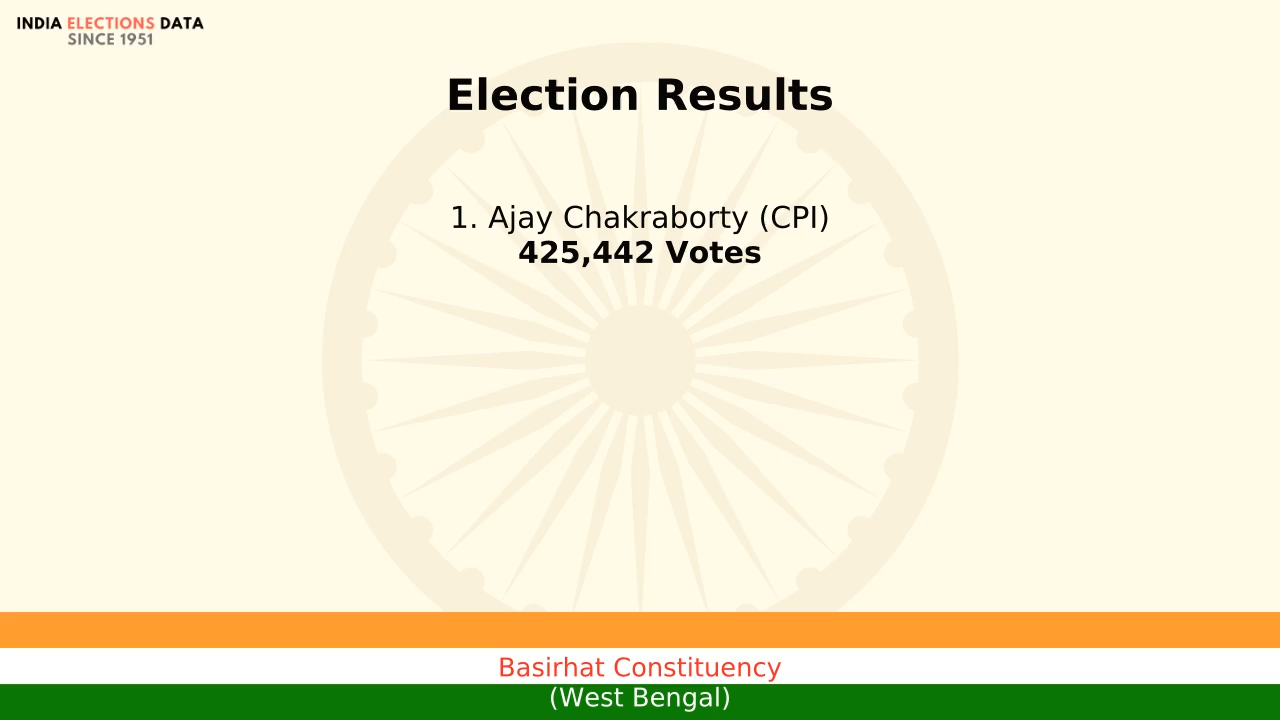 INDIA ELECTIONS DATA
SINCE 1951
Election Results
1. Ajay Chakraborty (CPI)
425,442 Votes
Basirhat Constituency
(West Bengal)